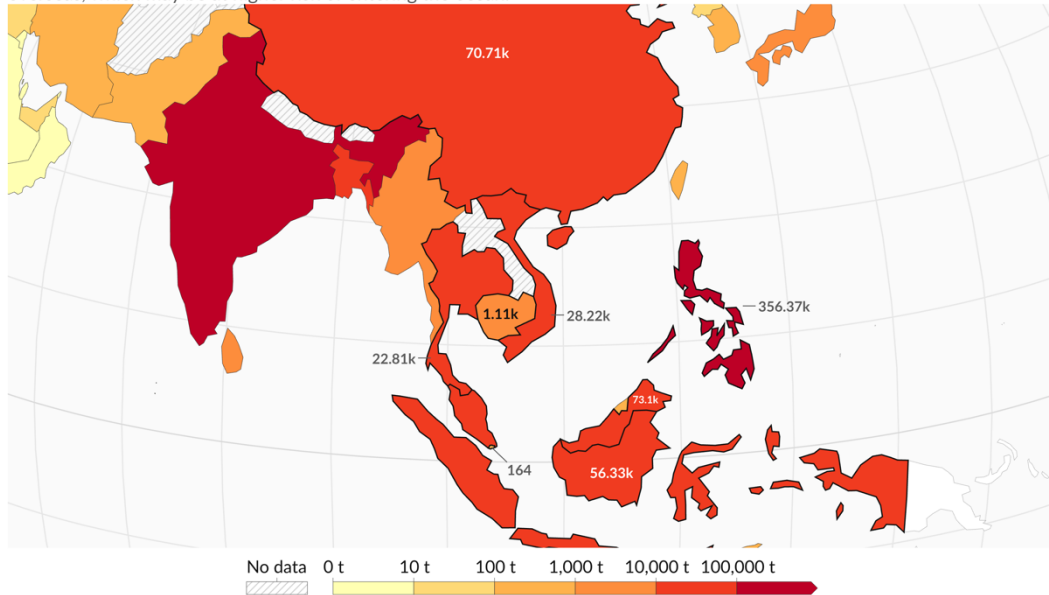 70.71k
1.11k
28.22k
356.37k
22.81k
73.1k
164
56.33k
No data 0 t 10 t 100 t 1,000 t 10,000 t 100,000 t